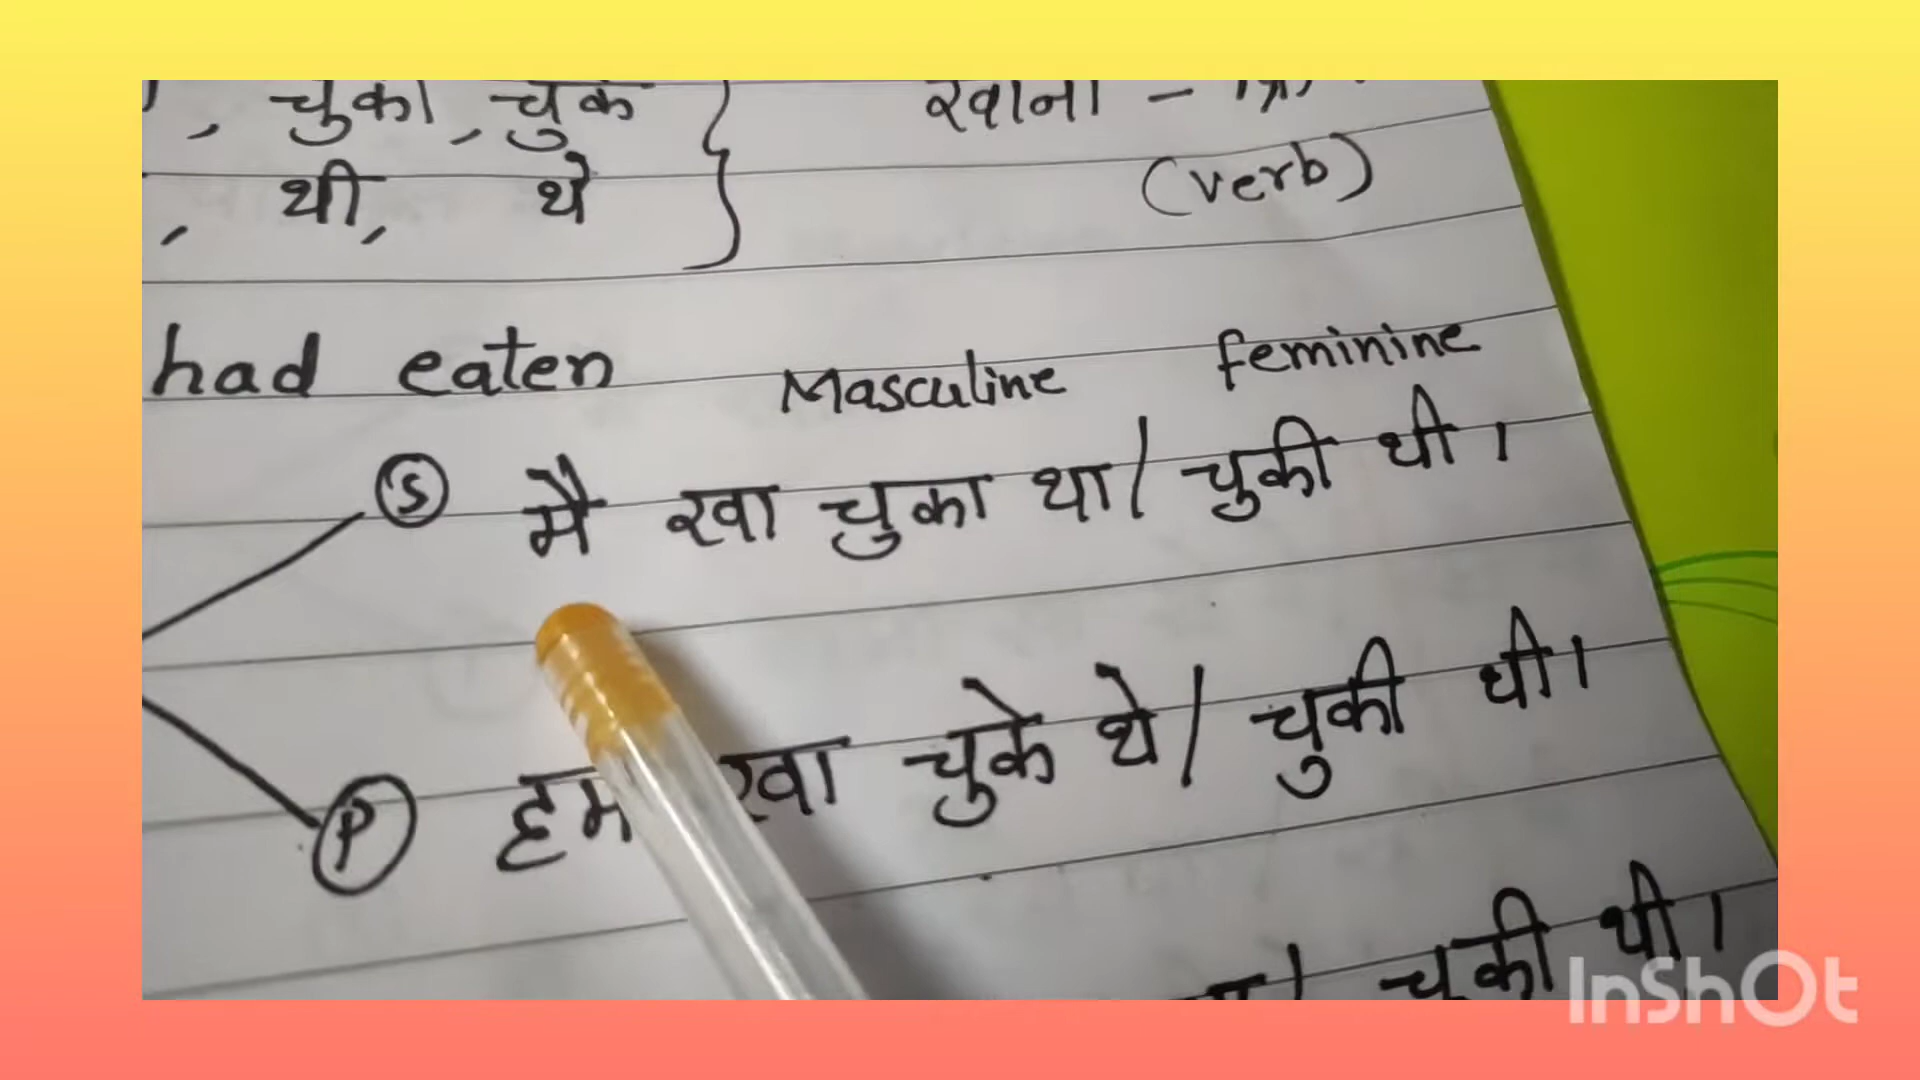 , चुकी, चुके } खाना -
(verb)
, थी, थे
had eaten
Masculine feminine
(S) मै खा चुका था / चुकी थी ।
(P) हम खा चुके थे / चुकी थी ।
/ चुकी थी ।
InShOt